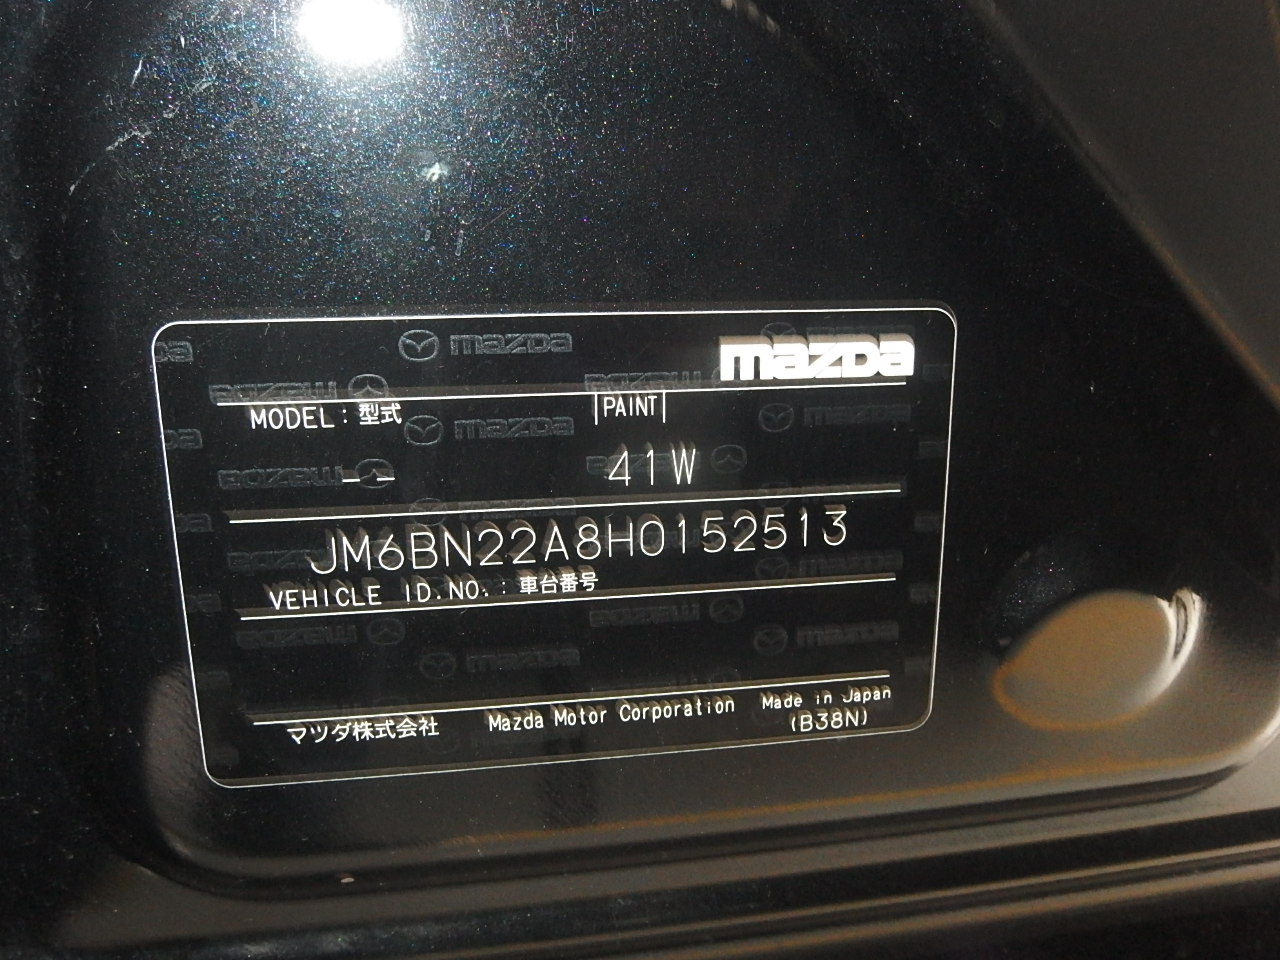 mazda
MODEL : 型式 |PAINT|
-- 41W
JM6BN22A8H0152513
VEHICLE ID.NO. : 車台番号
マツダ株式会社 Mazda Motor Corporation Made in Japan
(B38N)